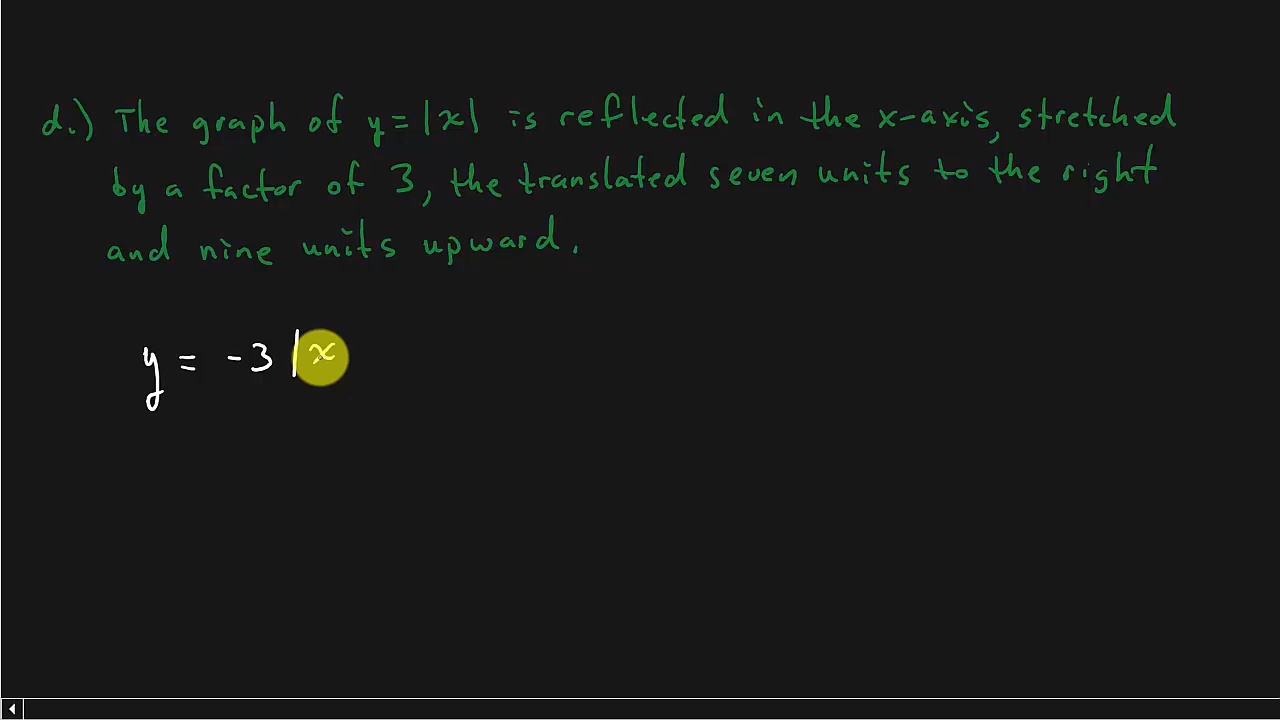 d.) The graph of y=|x| is reflected in the x-axis, stretched
by a factor of 3, the translated seven units to the right
and nine units upward.
y = -3 |x